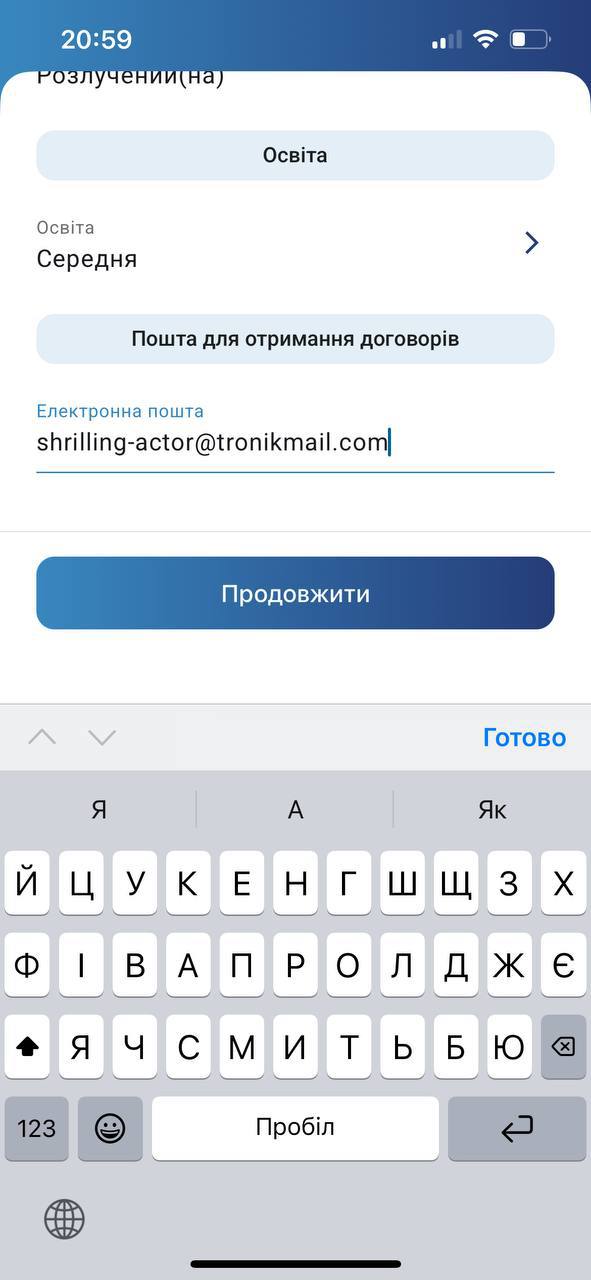 20:59
Розлучений(на)
Освіта
Освіта
Середня
Пошта для отримання договорів
Електронна пошта
shrilling-actor@tronikmail.com
Продовжити
Готово
Я А Як
Й Ц У К Е Н Г Ш Щ З Х
Ф І В А П Р О Л Д Ж Є
Я Ч С М И Т Ь Б Ю
123 Пробіл